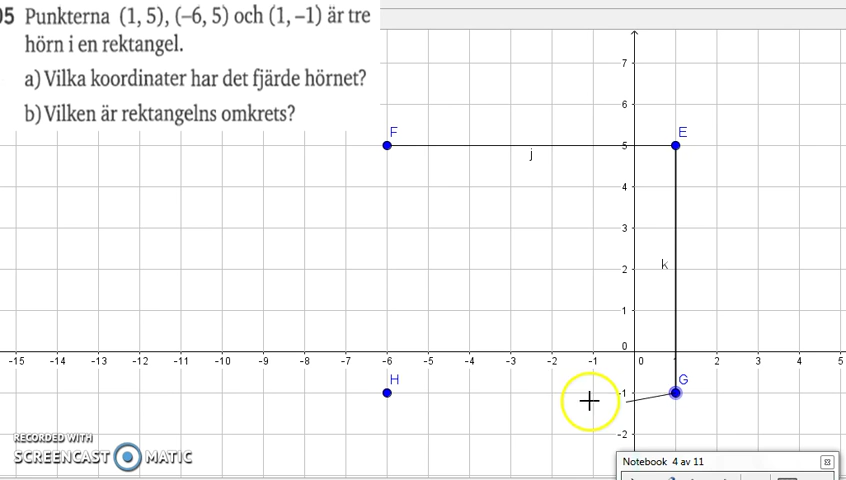 05 Punkterna (1, 5), (–6, 5) och (1, –1) är tre
hörn i en rektangel.
a) Vilka koordinater har det fjärde hörnet?
b) Vilken är rektangelns omkrets?
7
6
F
E
5
j
4
3
k
2
1
0
-15 -14 -13 -12 -11 -10 -9 -8 -7 -6 -5 -4 -3 -2 -1 0 2 3 4 5
H
G
-1
-2
RECORDED WITH
SCREENCAST MATIC
Notebook 4 av 11